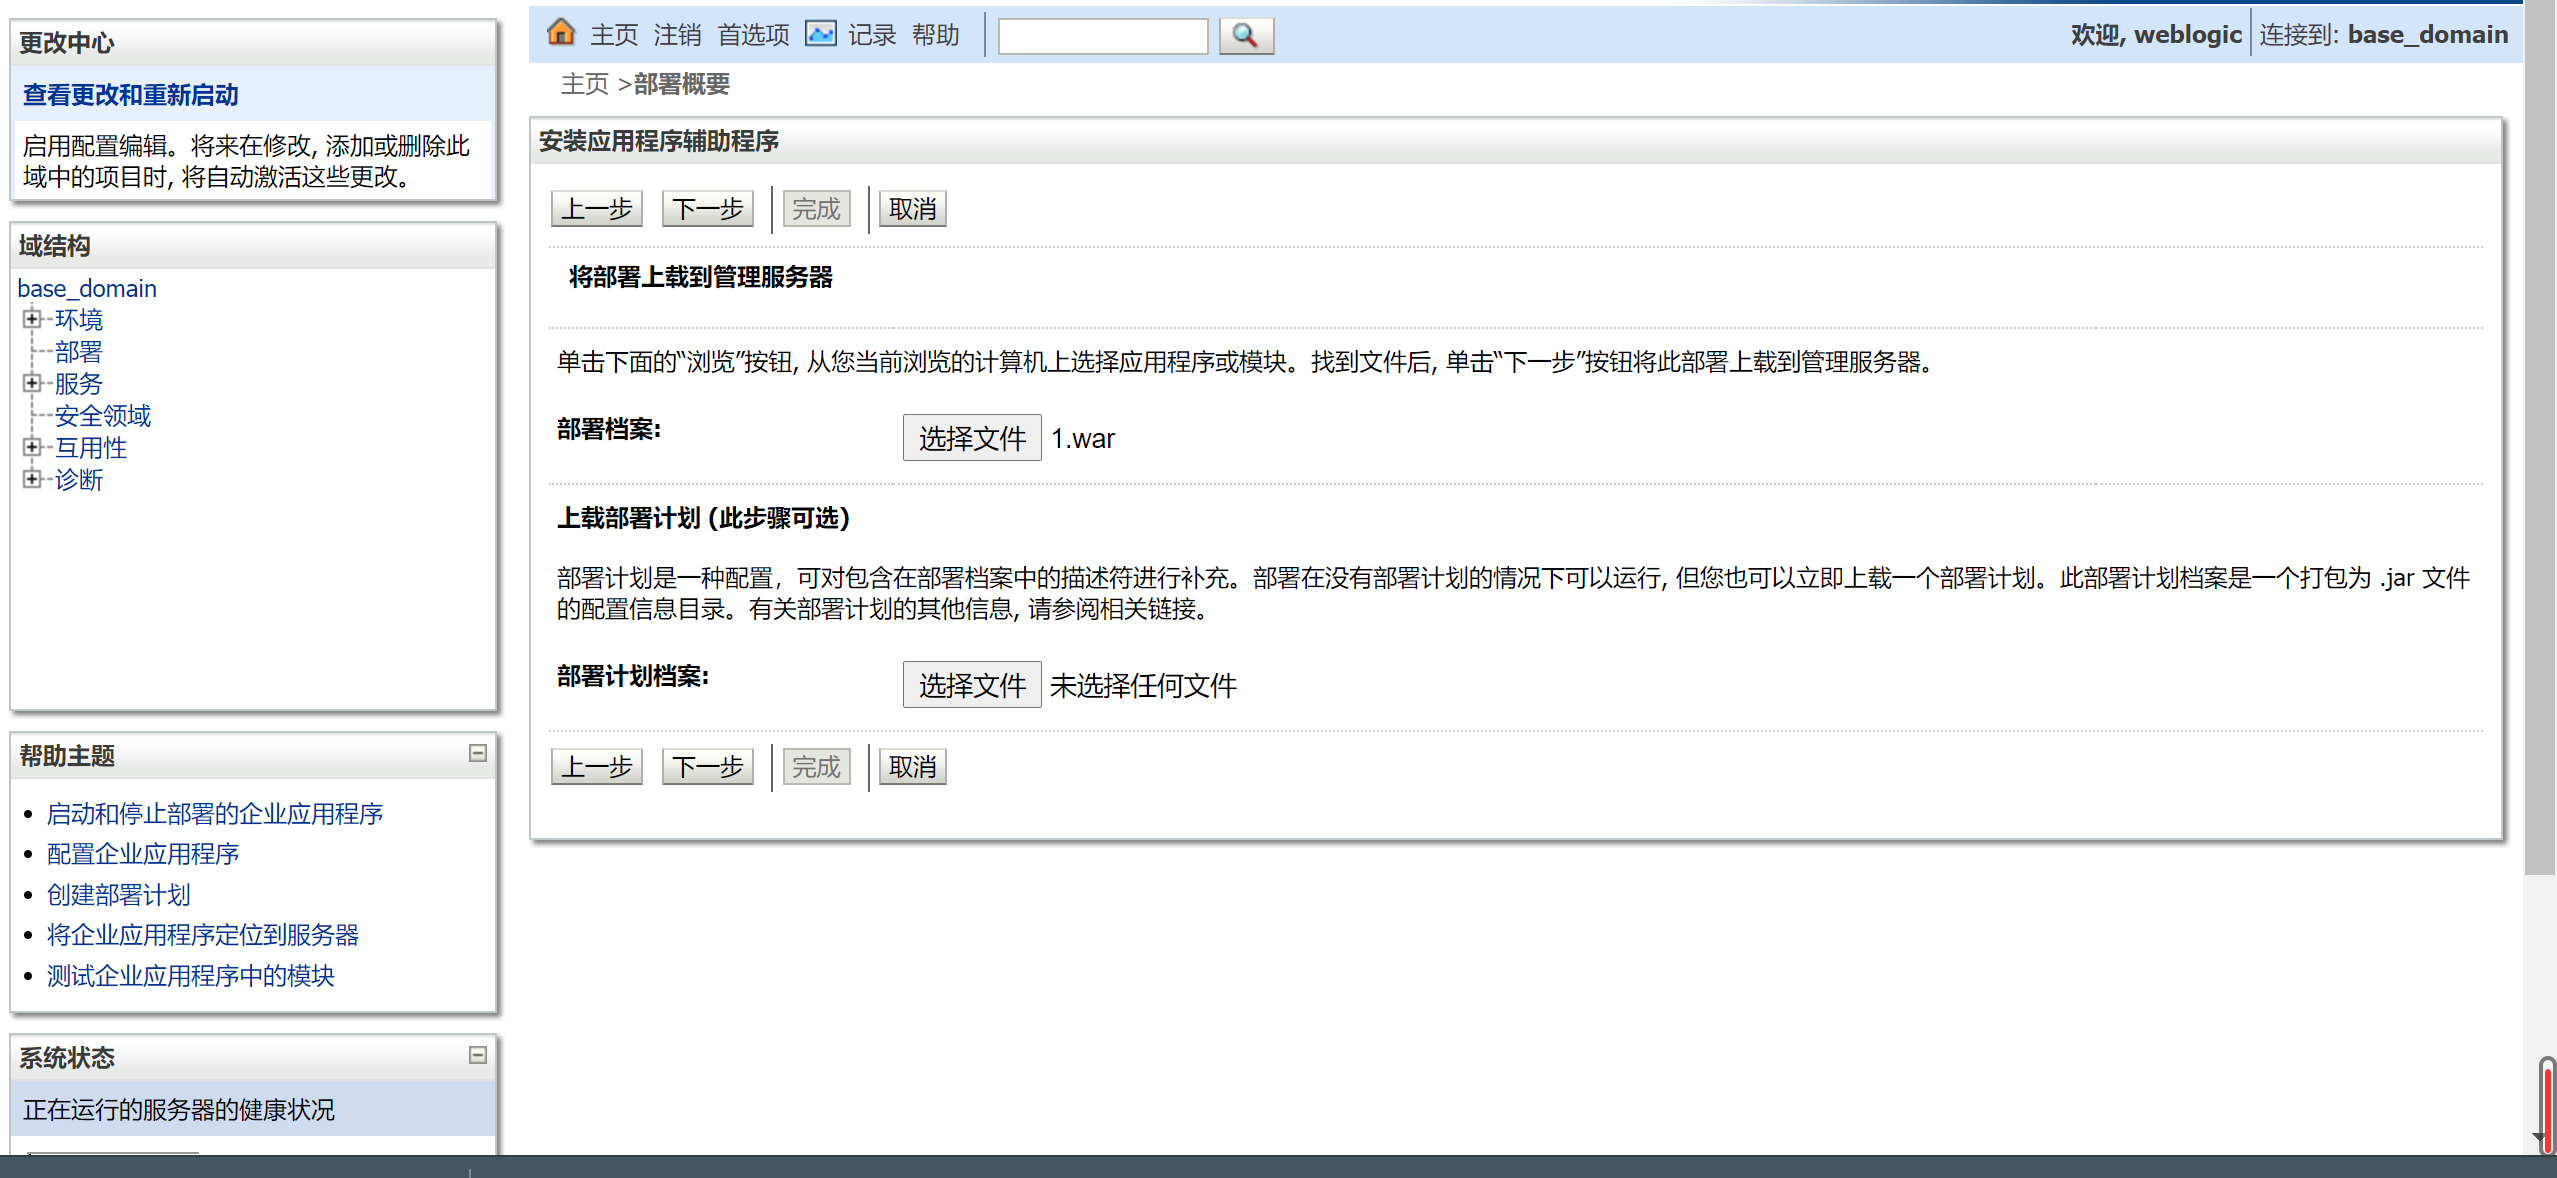 更改中心
查看更改和重新启动
启用配置编辑。将来在修改, 添加或删除此
域中的项目时, 将自动激活这些更改。
域结构
base_domain
环境
部署
服务
安全领域
互用性
诊断
帮助主题
启动和停止部署的企业应用程序
配置企业应用程序
创建部署计划
将企业应用程序定位到服务器
测试企业应用程序中的模块
系统状态
正在运行的服务器的健康状况
主页 注销 首选项 记录 帮助
欢迎, weblogic 连接到: base_domain
主页 >部署概要
安装应用程序辅助程序
上一步 下一步 完成 取消
将部署上载到管理服务器
单击下面的“浏览”按钮, 从您当前浏览的计算机上选择应用程序或模块。找到文件后, 单击“下一步”按钮将此部署上载到管理服务器。
部署档案: 选择文件 1.war
上载部署计划 (此步骤可选)
部署计划是一种配置，可对包含在部署档案中的描述符进行补充。部署在没有部署计划的情况下可以运行, 但您也可以立即上载一个部署计划。此部署计划档案是一个打包为 .jar 文件
的配置信息目录。有关部署计划的其他信息, 请参阅相关链接。
部署计划档案: 选择文件 未选择任何文件
上一步 下一步 完成 取消